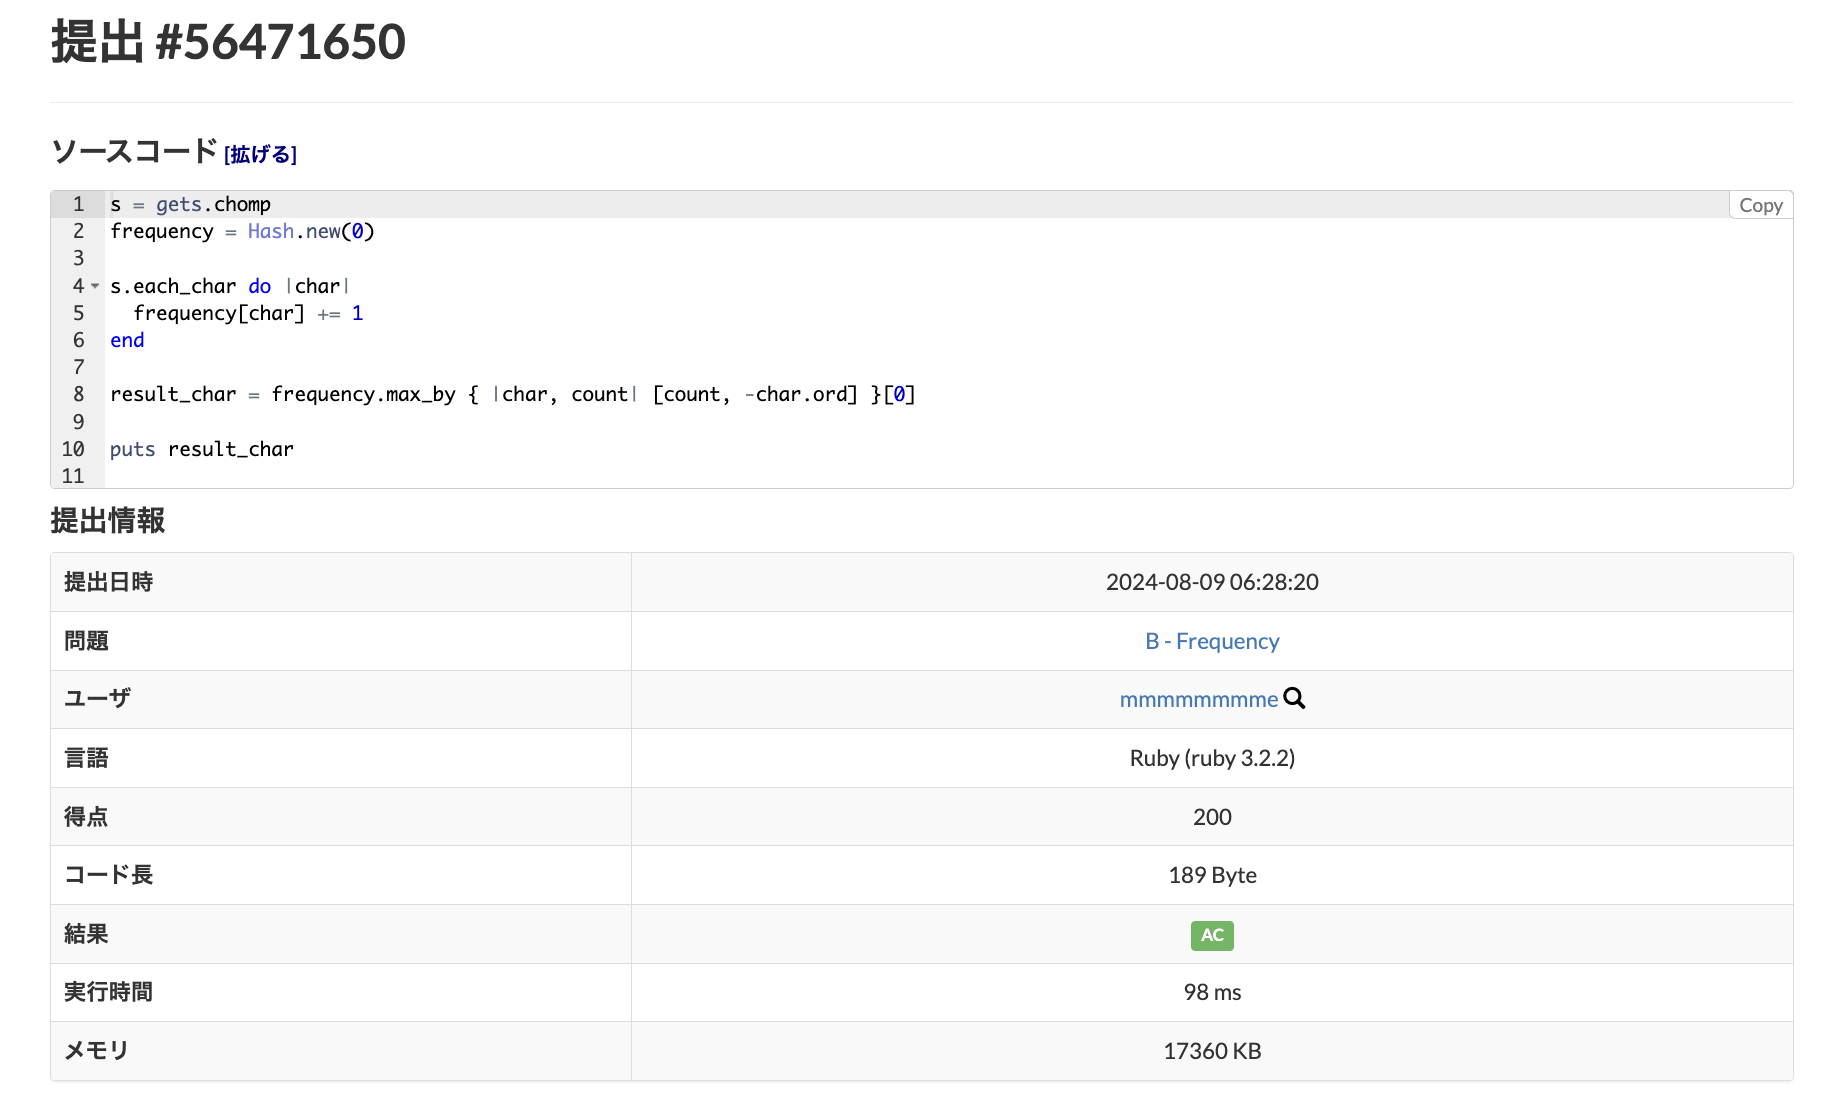 提出 #56471650
ソースコード [拡げる]
Copy
1 s = gets.chomp
2 frequency = Hash.new(0)
3
4 s.each_char do |char|
5   frequency[char] += 1
6 end
7
8 result_char = frequency.max_by { |char, count| [count, -char.ord] }[0]
9
10 puts result_char
11
提出情報
提出日時 2024-08-09 06:28:20
問題 B - Frequency
ユーザ mmmmmmmme
言語 Ruby (ruby 3.2.2)
得点 200
コード長 189 Byte
結果 AC
実行時間 98 ms
メモリ 17360 KB